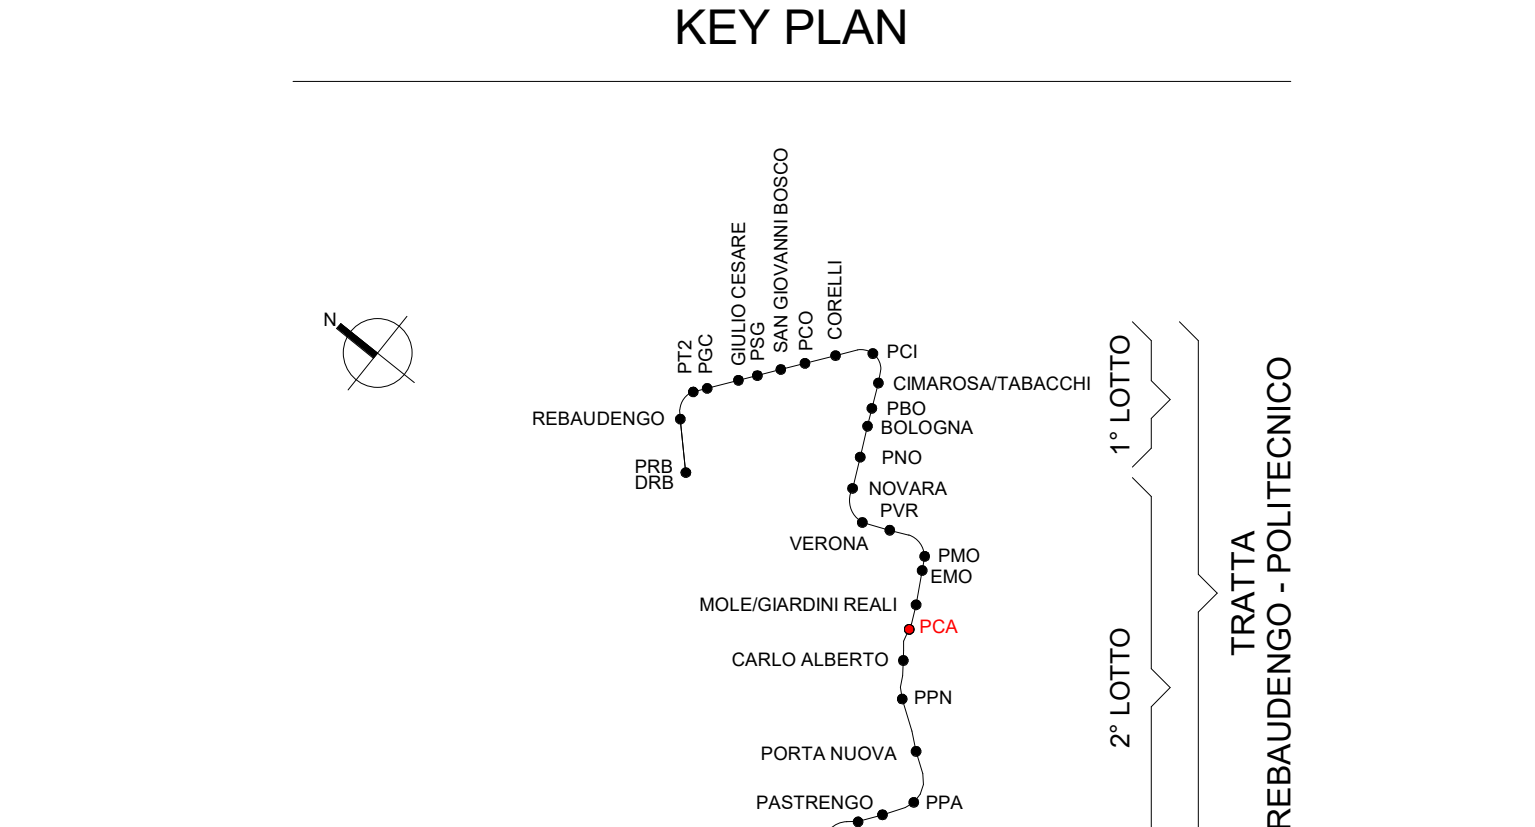 KEY PLAN
N
REBAUDENGO
PRB
DRB
PT2
PGC
GIULIO CESARE
PSG
SAN GIOVANNI BOSCO
PCO
CORELLI
PCI
CIMAROSA/TABACCHI
PBO
BOLOGNA
PNO
NOVARA
PVR
VERONA
PMO
EMO
MOLE/GIARDINI REALI
PCA
CARLO ALBERTO
PPN
PORTA NUOVA
PASTRENGO
PPA
1° LOTTO
2° LOTTO
TRATTA
REBAUDENGO - POLITECNICO